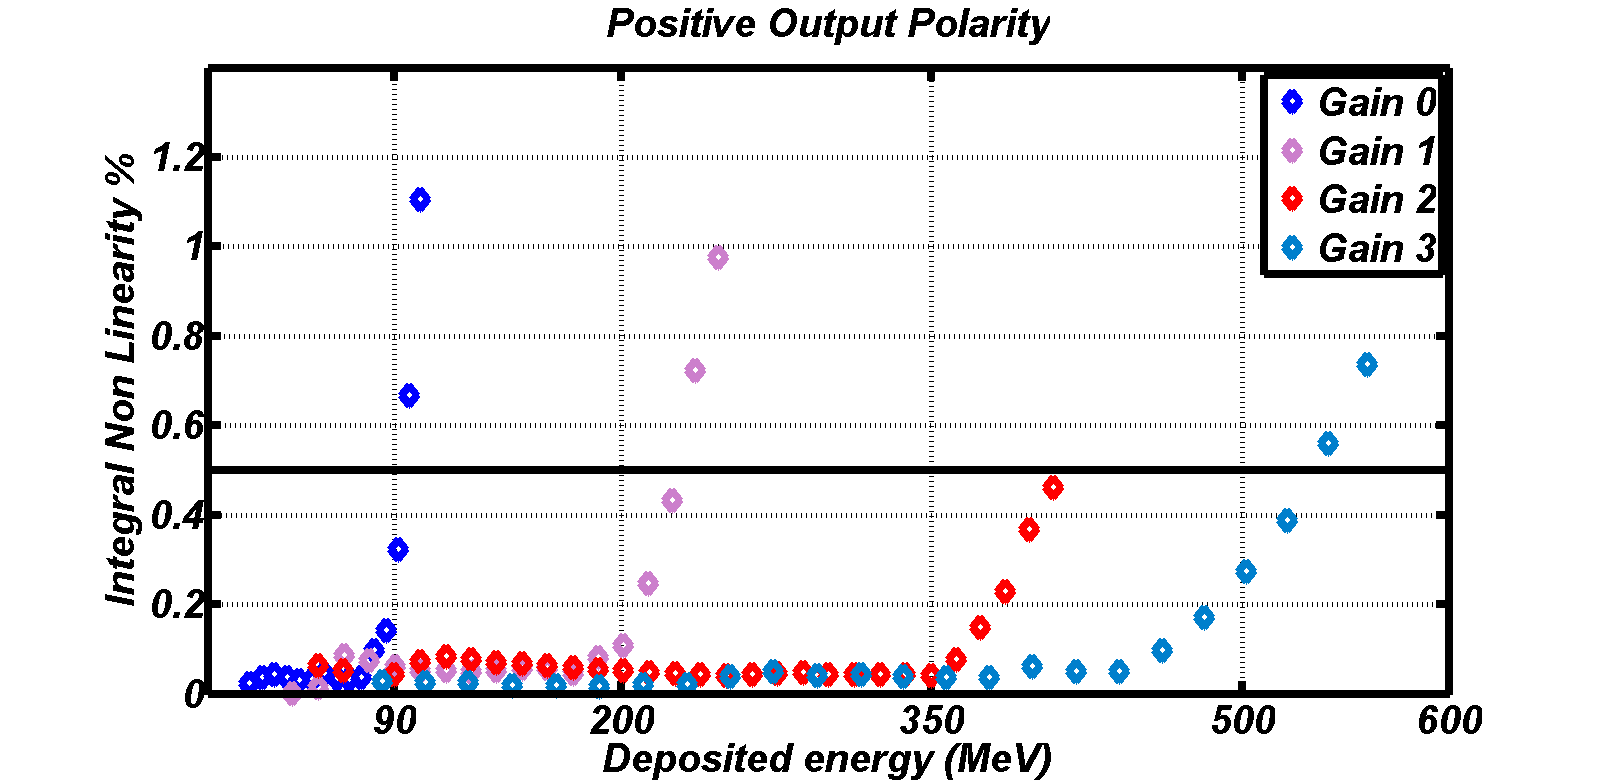 Positive Output Polarity
Integral Non Linearity %
1.2
1
0.8
0.6
0.4
0.2
0
90
200
350
500
600
Deposited energy (MeV)
Gain 0
Gain 1
Gain 2
Gain 3